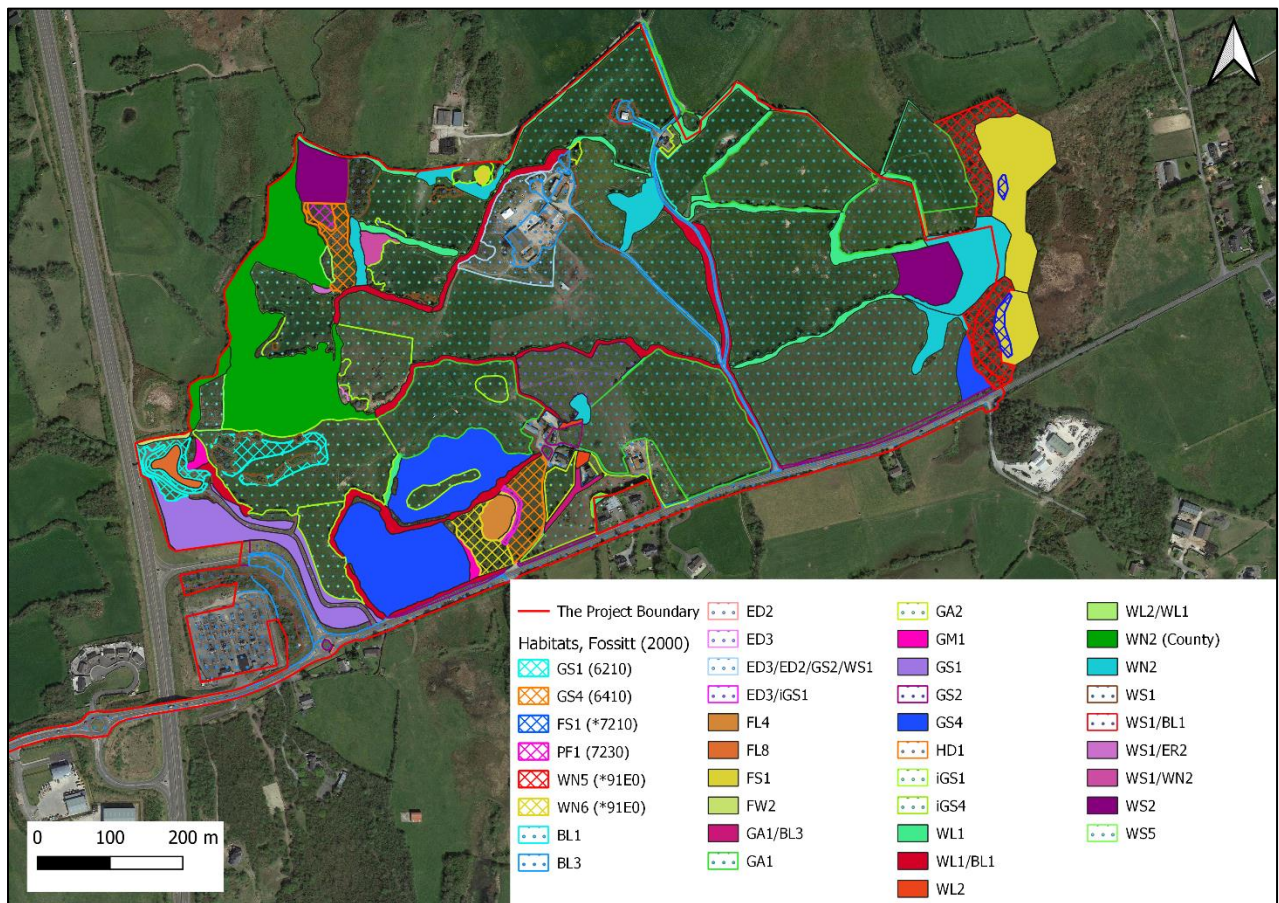 The Project Boundary
Habitats, Fossitt (2000)
GS1 (6210)
GS4 (6410)
FS1 (*7210)
PF1 (7230)
WN5 (*91E0)
WN6 (*91E0)
BL1
BL3
ED2
ED3
ED3/ED2/GS2/WS1
ED3/iGS1
FL4
FL8
FS1
FW2
GA1/BL3
GA1
GA2
GM1
GS1
GS2
GS4
HD1
iGS1
iGS4
WL1
WL1/BL1
WL2
WL2/WL1
WN2 (County)
WN2
WS1
WS1/BL1
WS1/ER2
WS1/WN2
WS2
WS5
0 100 200 m